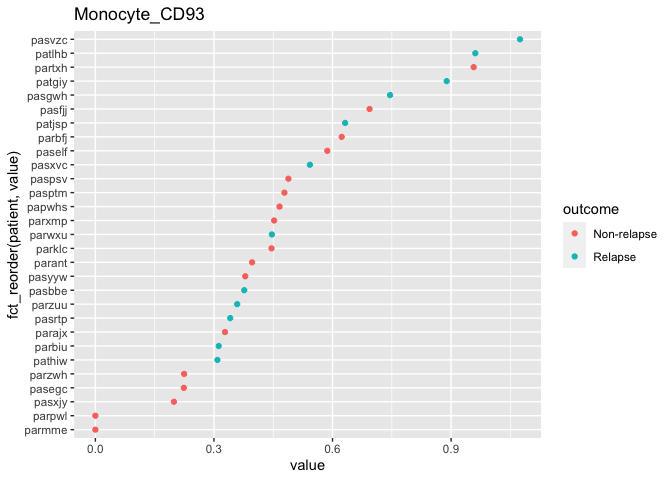 Monocyte_CD93
fct_reorder(patient, value)
pasvzc
patlhb
partxh
patgiy
pasgwh
pasfjj
patjsp
parbfj
paself
pasxvc
paspsv
pasptm
papwhs
parxmp
parwxu
parklc
parant
pasyyw
pasbbe
parzuu
pasrtp
parajx
parbiu
pathiw
parzwh
pasegc
pasxjy
parpwl
parmme
0.0 0.3 0.6 0.9
value
outcome
Non-relapse
Relapse